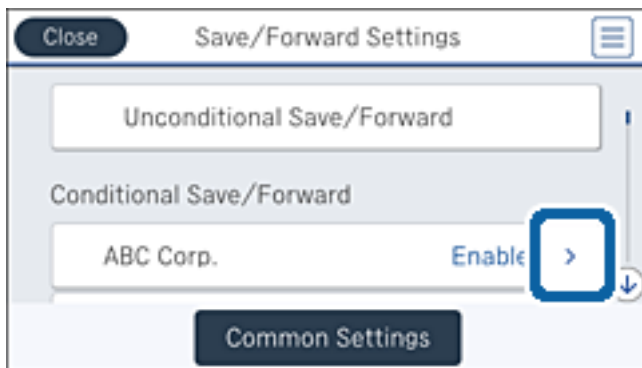 Close Save/Forward Settings
Unconditional Save/Forward
Conditional Save/Forward
ABC Corp. Enable
Common Settings